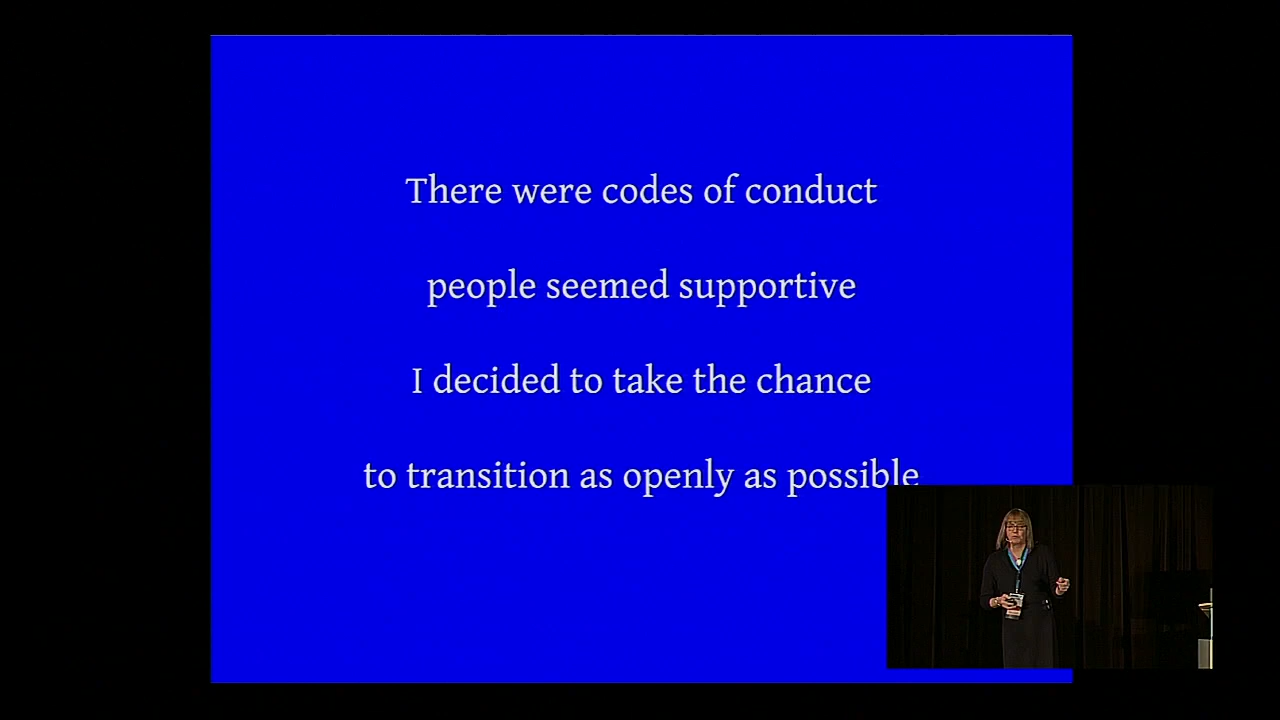 There were codes of conduct
people seemed supportive
I decided to take the chance
to transition as openly as possible